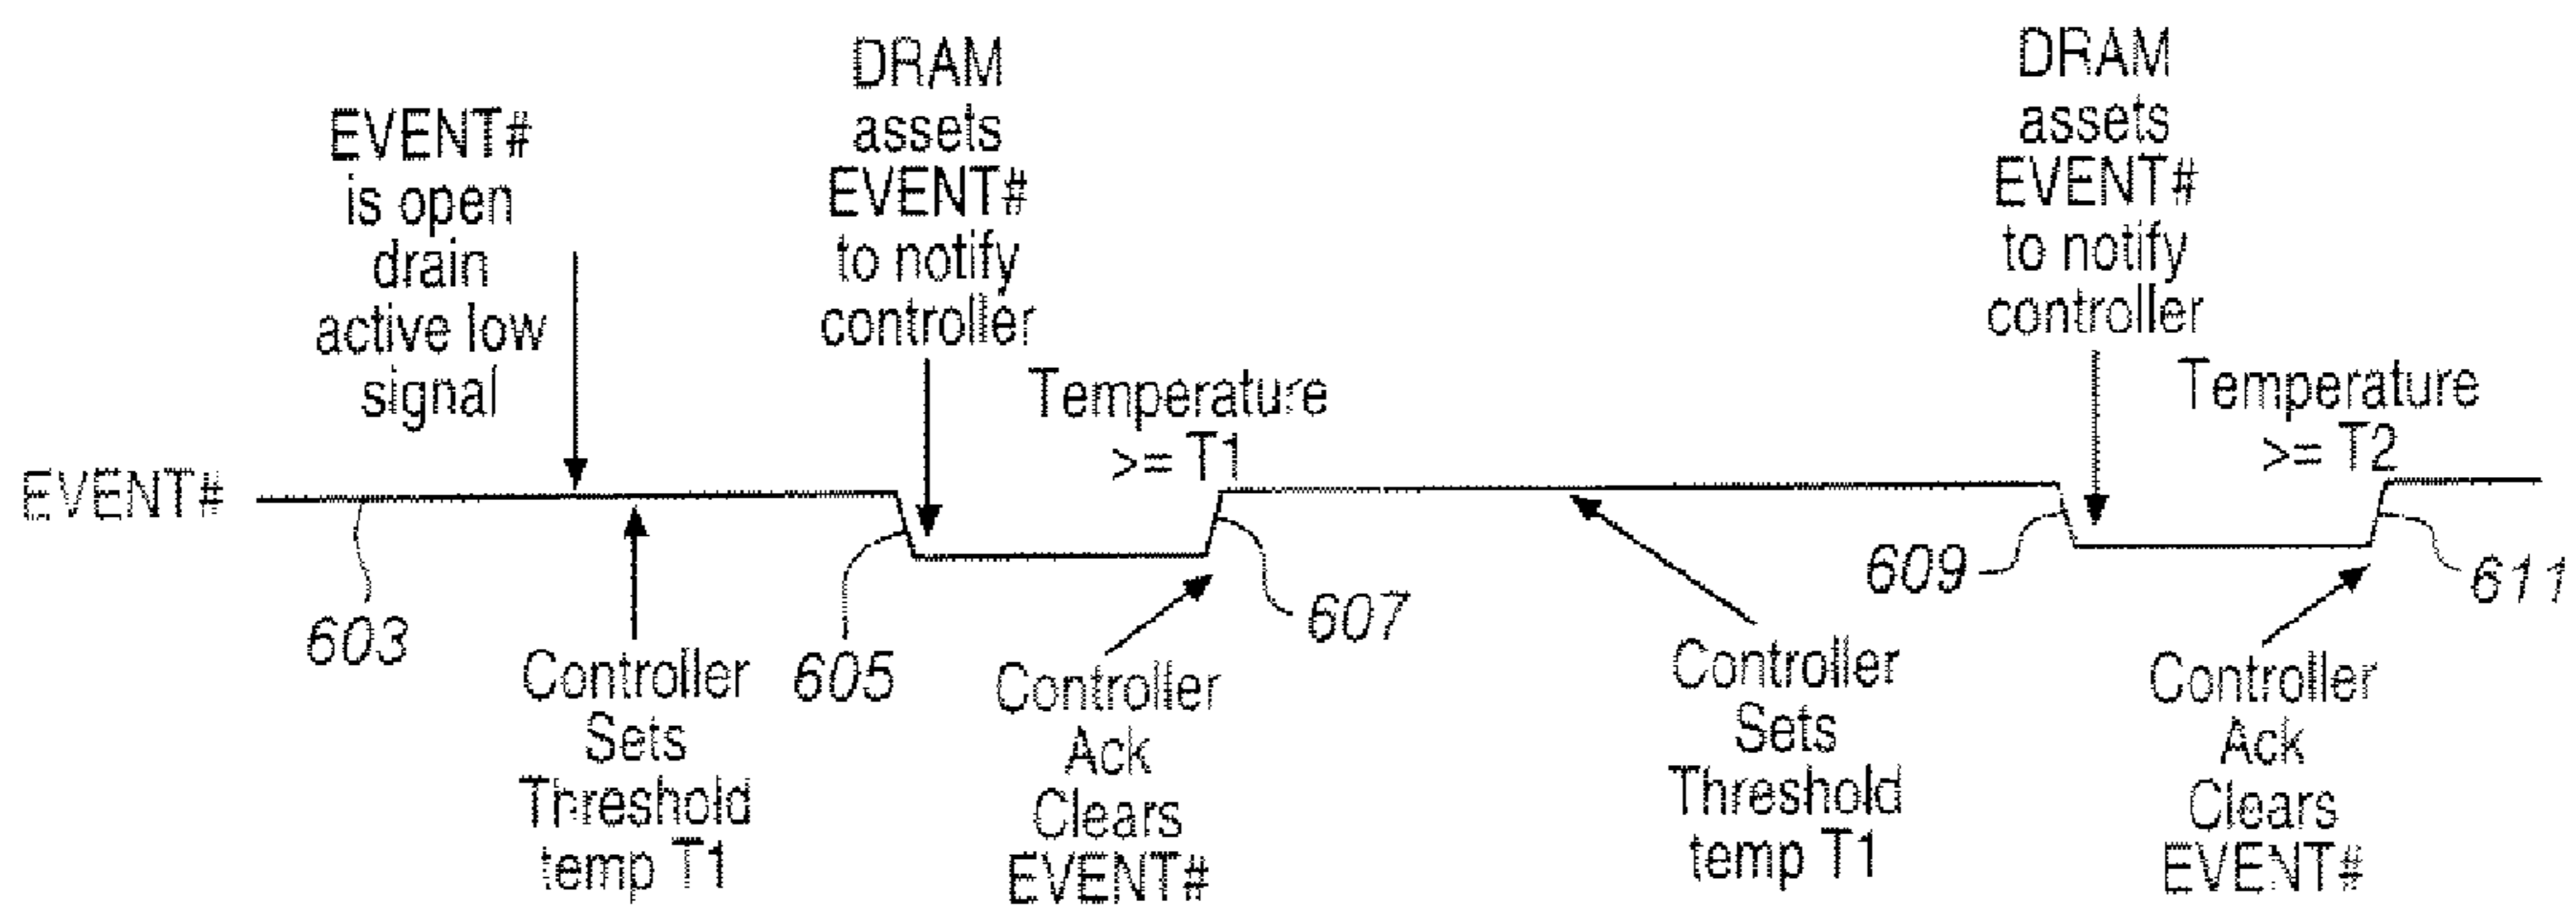 EVENT#
is open
drain
active low
signal
DRAM
assets
EVENT#
to notify
controller
Temperature
>= T1
DRAM
assets
EVENT#
to notify
controller
Temperature
>= T2
EVENT#
603
Controller
Sets
Threshold
temp T1
605
Controller
Ack
Clears
EVENT#
607
Controller
Sets
Threshold
temp T1
609
Controller
Ack
Clears
EVENT#
611